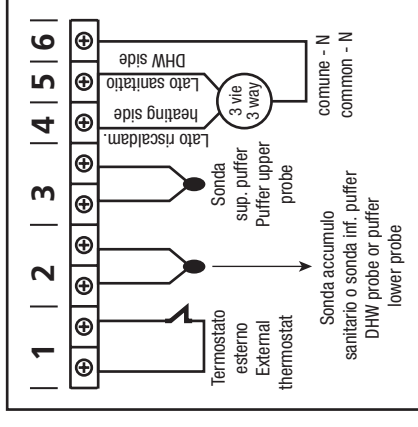 1 2 3 4 5 6
Termostato
esterno
External
thermostat
Sonda accumulo
sanitario o sonda inf. puffer
DHW probe or puffer
lower probe
Sonda
sup. puffer
Puffer upper
probe
Lato riscaldam.
heating side
Lato sanitatio
DHW side
3 vie
3 way
comune - N
common - N